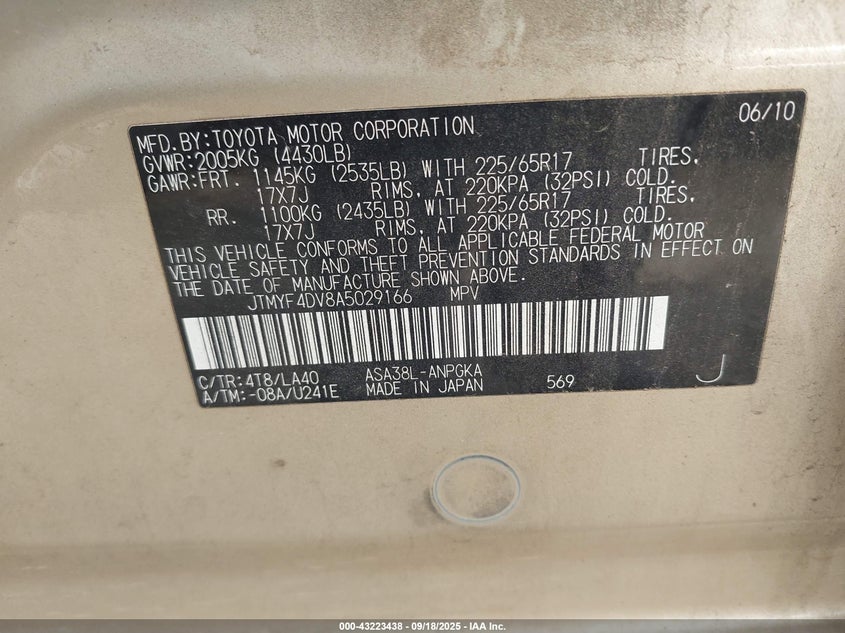 06/10
MFD.BY:TOYOTA MOTOR CORPORATION
GVWR:2005KG (4430LB)
GAWR:FRT. 1145KG (2535LB) WITH 225/65R17 TIRES,
17X7J RIMS, AT 220KPA (32PSI) COLD.
RR. 1100KG (2435LB) WITH 225/65R17 TIRES,
17X7J RIMS, AT 220KPA (32PSI) COLD.
THIS VEHICLE CONFORMS TO ALL APPLICABLE FEDERAL MOTOR
VEHICLE SAFETY AND THEFT PREVENTION STANDARDS IN EFFECT ON
THE DATE OF MANUFACTURE SHOWN ABOVE.
JTMYF4DV8A5029166 MPV
C/TR:4T8/LA40 ASA38L-ANPGKA
A/TM:-08A/U241E MADE IN JAPAN 569 J
000-43223438 - 09/18/2025 - IAA Inc.